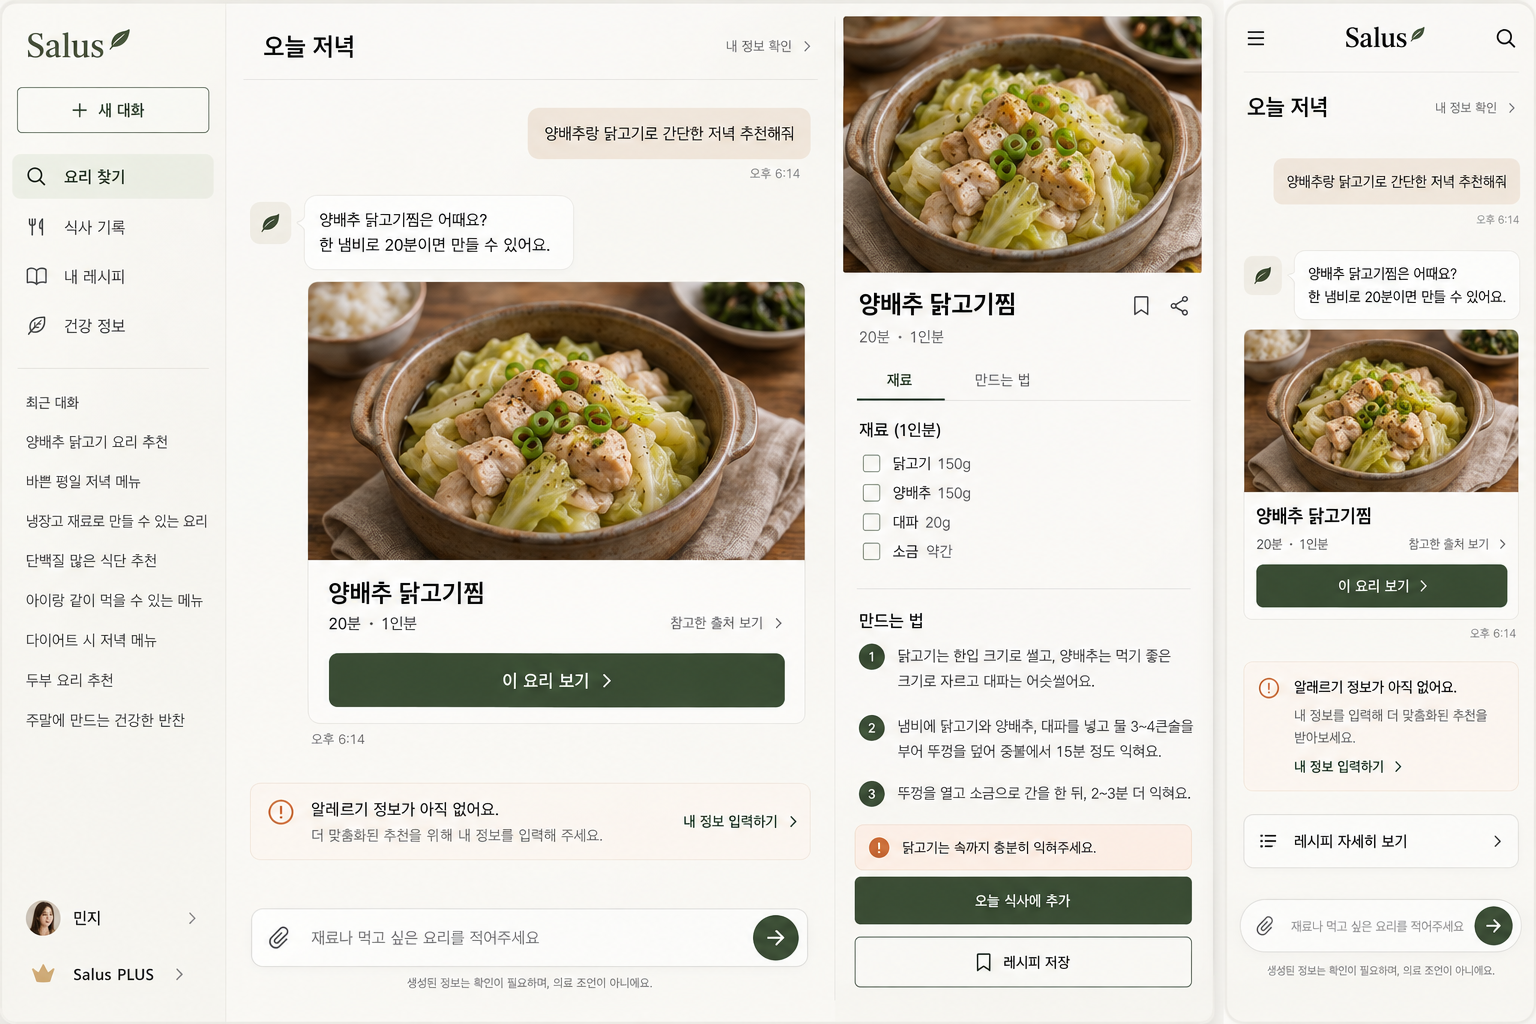 Salus
새 대화
요리 찾기
식사 기록
내 레시피
건강 정보
최근 대화
양배추 닭고기 요리 추천
바쁜 평일 저녁 메뉴
냉장고 재료로 만들 수 있는 요리
단백질 많은 식단 추천
아이랑 같이 먹을 수 있는 메뉴
다이어트 시 저녁 메뉴
두부 요리 추천
주말에 만드는 건강한 반찬
민지
Salus PLUS
오늘 저녁
내 정보 확인
양배추랑 닭고기로 간단한 저녁 추천해줘
오후 6:14
양배추 닭고기찜은 어때요?
한 냄비로 20분이면 만들 수 있어요.
양배추 닭고기찜
20분 · 1인분
참고한 출처 보기
이 요리 보기
오후 6:14
알레르기 정보가 아직 없어요.
더 맞춤화된 추천을 위해 내 정보를 입력해 주세요.
내 정보 입력하기
재료나 먹고 싶은 요리를 적어주세요
생성된 정보는 확인이 필요하며, 의료 조언이 아니에요.
양배추 닭고기찜
20분 · 1인분
재료
만드는 법
재료 (1인분)
닭고기 150g
양배추 150g
대파 20g
소금 약간
만드는 법
1 닭고기는 한입 크기로 썰고, 양배추는 먹기 좋은
크기로 자르고 대파는 어슷썰어요.
2 냄비에 닭고기와 양배추, 대파를 넣고 물 3~4큰술을
부어 뚜껑을 덮어 중불에서 15분 정도 익혀요.
3 뚜껑을 열고 소금으로 간을 한 뒤, 2~3분 더 익혀요.
닭고기는 속까지 충분히 익혀주세요.
오늘 식사에 추가
레시피 저장
Salus
오늘 저녁
내 정보 확인
양배추랑 닭고기로 간단한 저녁 추천해줘
오후 6:14
양배추 닭고기찜은 어때요?
한 냄비로 20분이면 만들 수 있어요.
양배추 닭고기찜
20분 · 1인분
참고한 출처 보기
이 요리 보기
오후 6:14
알레르기 정보가 아직 없어요.
내 정보를 입력해 더 맞춤화된 추천을
받아보세요.
내 정보 입력하기
레시피 자세히 보기
재료나 먹고 싶은 요리를 적어주세요
생성된 정보는 확인이 필요하며, 의료 조언이 아니에요.